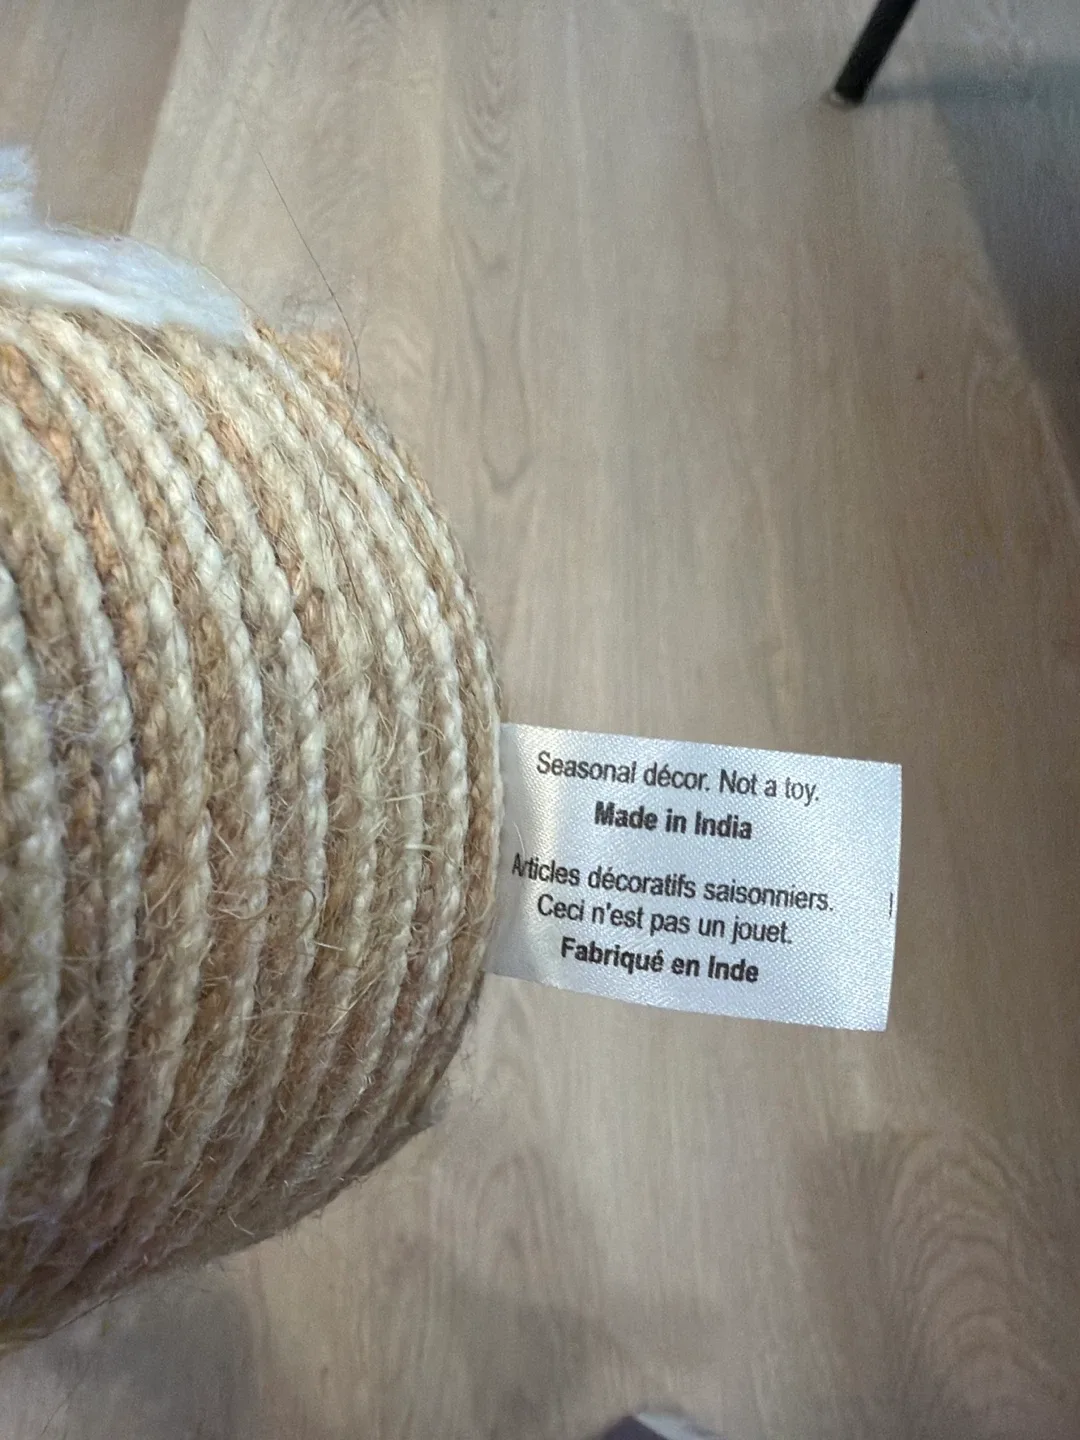 Seasonal décor. Not a toy.
Made in India
Articles décoratifs saisonniers.
Ceci n'est pas un jouet.
Fabriqué en Inde